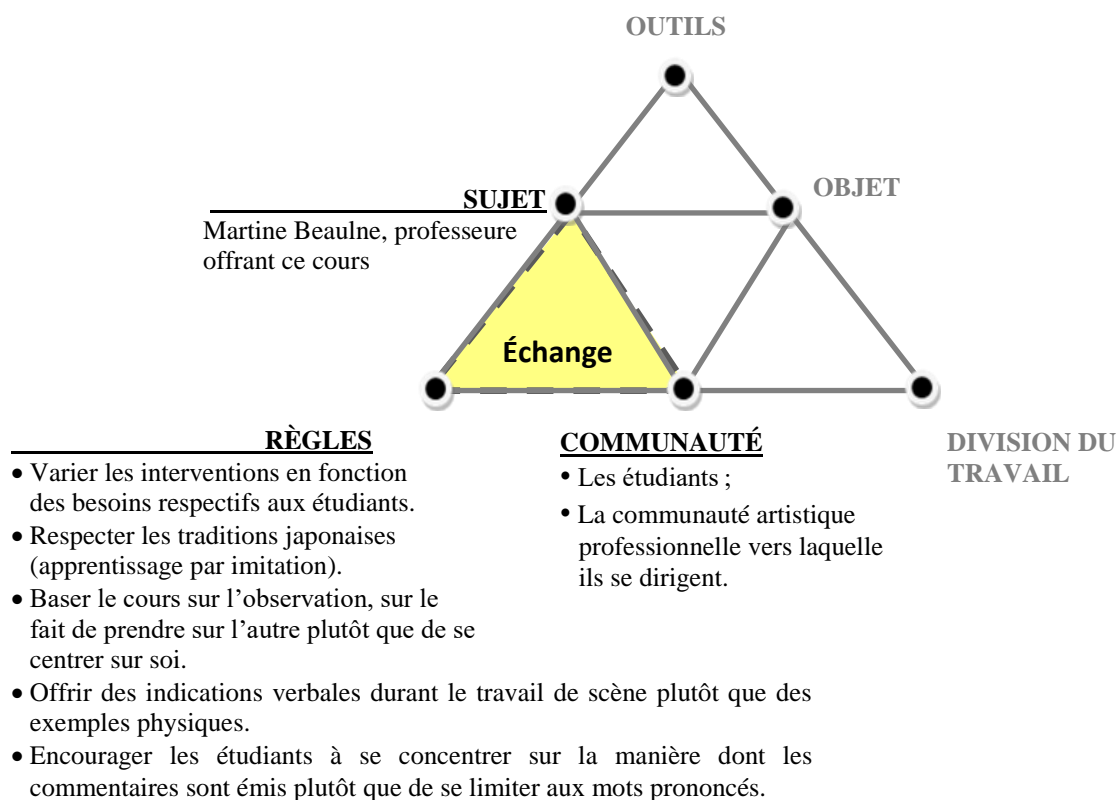 OUTILS
OBJET
SUJET
Martine Beaulne, professeure
offrant ce cours
Échange
RÈGLES
• Varier les interventions en fonction
des besoins respectifs aux étudiants.
• Respecter les traditions japonaises
(apprentissage par imitation).
• Baser le cours sur l’observation, sur le
fait de prendre sur l’autre plutôt que de se
centrer sur soi.
• Offrir des indications verbales durant le travail de scène plutôt que des
exemples physiques.
• Encourager les étudiants à se concentrer sur la manière dont les
commentaires sont émis plutôt que de se limiter aux mots prononcés.
COMMUNAUTÉ
• Les étudiants ;
• La communauté artistique
professionnelle vers laquelle
ils se dirigent.
DIVISION DU
TRAVAIL